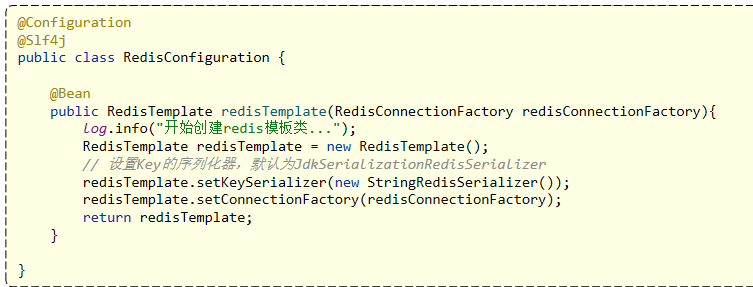 @Configuration
@Slf4j
public class RedisConfiguration {
@Bean
public RedisTemplate redisTemplate(RedisConnectionFactory redisConnectionFactory){
log.info("开始创建redis模板类...");
RedisTemplate redisTemplate = new RedisTemplate();
// 设置Key的序列化器，默认为JdkSerializationRedisSerializer
redisTemplate.setKeySerializer(new StringRedisSerializer());
redisTemplate.setConnectionFactory(redisConnectionFactory);
return redisTemplate;
}
}